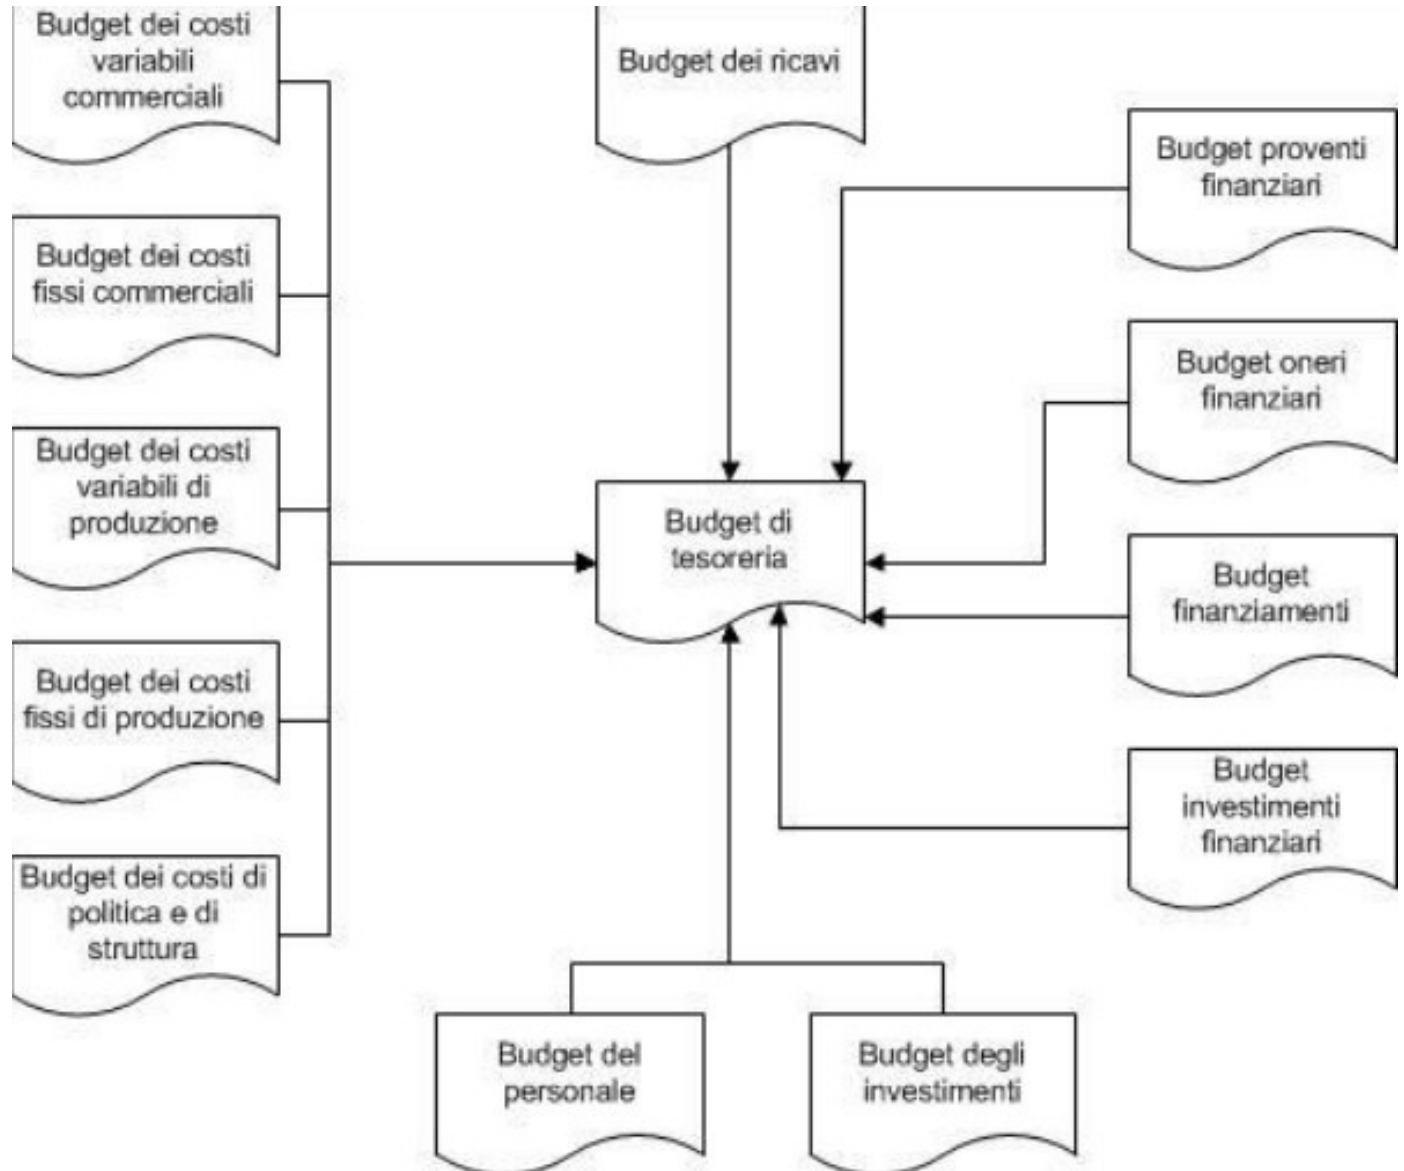 Budget dei costi
variabili
commerciali
Budget dei ricavi
Budget proventi
finanziari
Budget dei costi
fissi commerciali
Budget oneri
finanziari
Budget dei costi
variabili di
produzione
Budget di
tesoreria
Budget
finanziamenti
Budget dei costi
fissi di produzione
Budget
investimenti
finanziari
Budget dei costi di
politica e di
struttura
Budget del
personale
Budget degli
investimenti